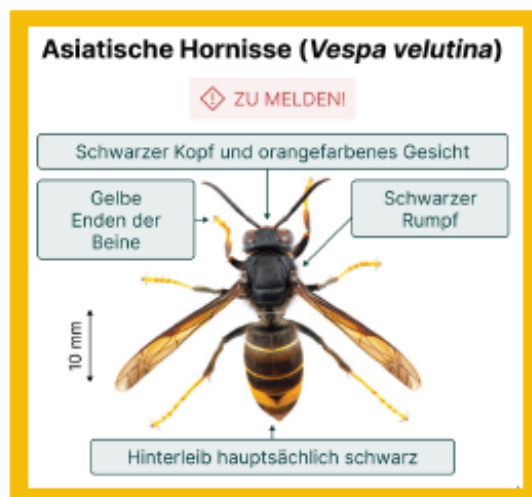 Asiatische Hornisse (Vespa velutina)
ZU MELDEN!
Schwarzer Kopf und orangefarbenes Gesicht
Gelbe
Enden der
Beine
Schwarzer
Rumpf
10 mm
Hinterleib hauptsächlich schwarz